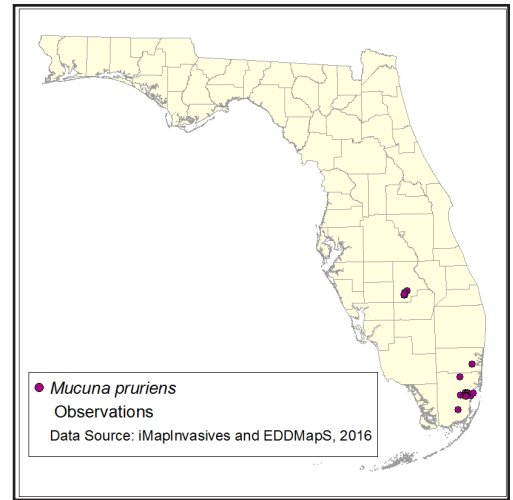 Mucuna pruriens
Observations
Data Source: iMapInvasives and EDDMapS, 2016